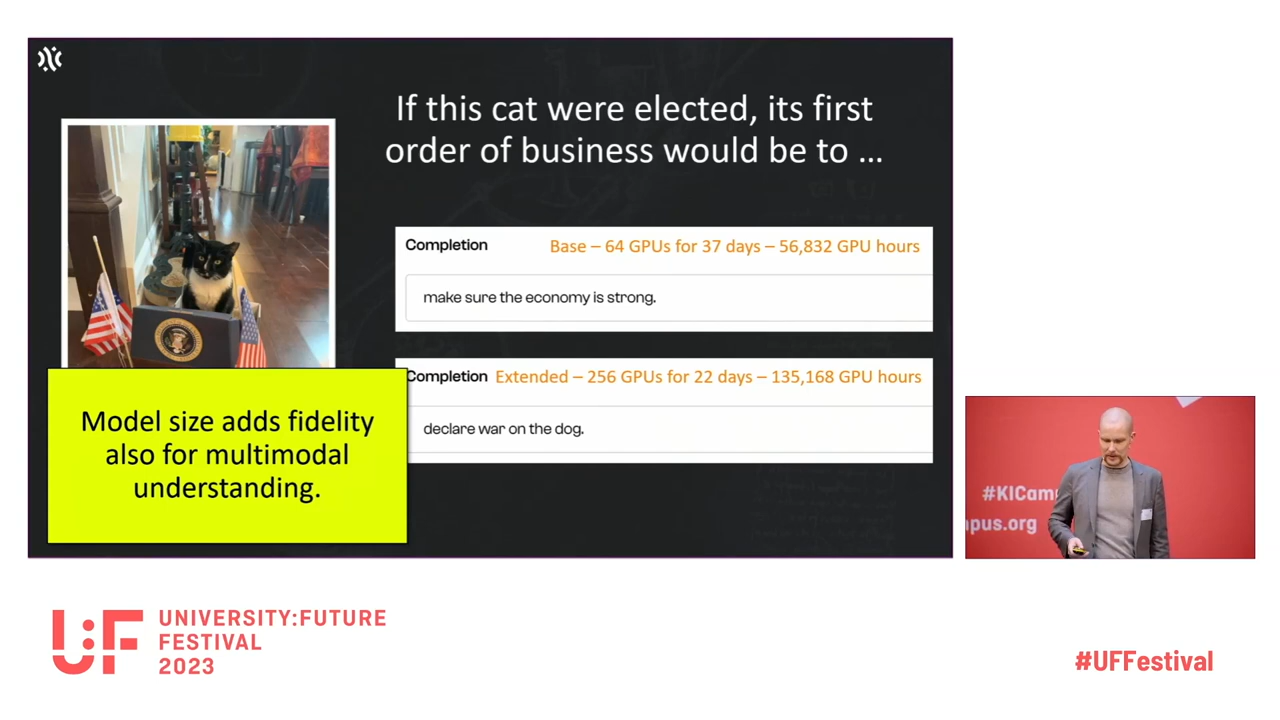 If this cat were elected, its first
order of business would be to …
Completion
Base – 64 GPUs for 37 days – 56,832 GPU hours
make sure the economy is strong.
Completion
Extended – 256 GPUs for 22 days – 135,168 GPU hours
declare war on the dog.
Model size adds fidelity
also for multimodal
understanding.
#KICam
pus.org
U:F
UNIVERSITY:FUTURE
FESTIVAL
2023
#UFFestival